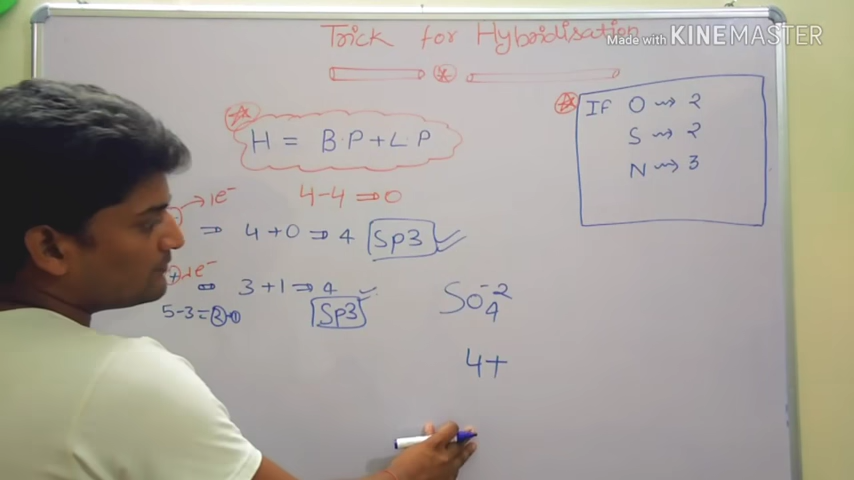 Trick for Hybridisation
Made with KINEMASTER
H = B.P + L.P
If O ⇝ 2
S ⇝ 2
N ⇝ 3
1e⁻
4-4 ⇒ 0
⇒ 4+0 ⇒ 4 Sp3
+ 1e⁻
⇒ 3+1 ⇒ 4
Sp3
5-3=2
So₄⁻²
4+